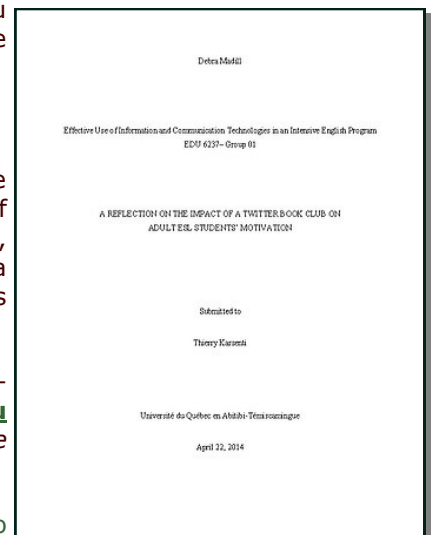 u
e
Debra Madill
Effective Use of Information and Communication Technologies in an Intensive English Program
EDU 6237– Group 01
e
f
,
a
s
A REFLECTION ON THE IMPACT OF A TWITTER BOOK CLUB ON
ADULT ESL STUDENTS' MOTIVATION
Submitted to
Thierry Karsenti
-
u
e
Université du Québec en Abitibi-Témiscamingue
April 22, 2014